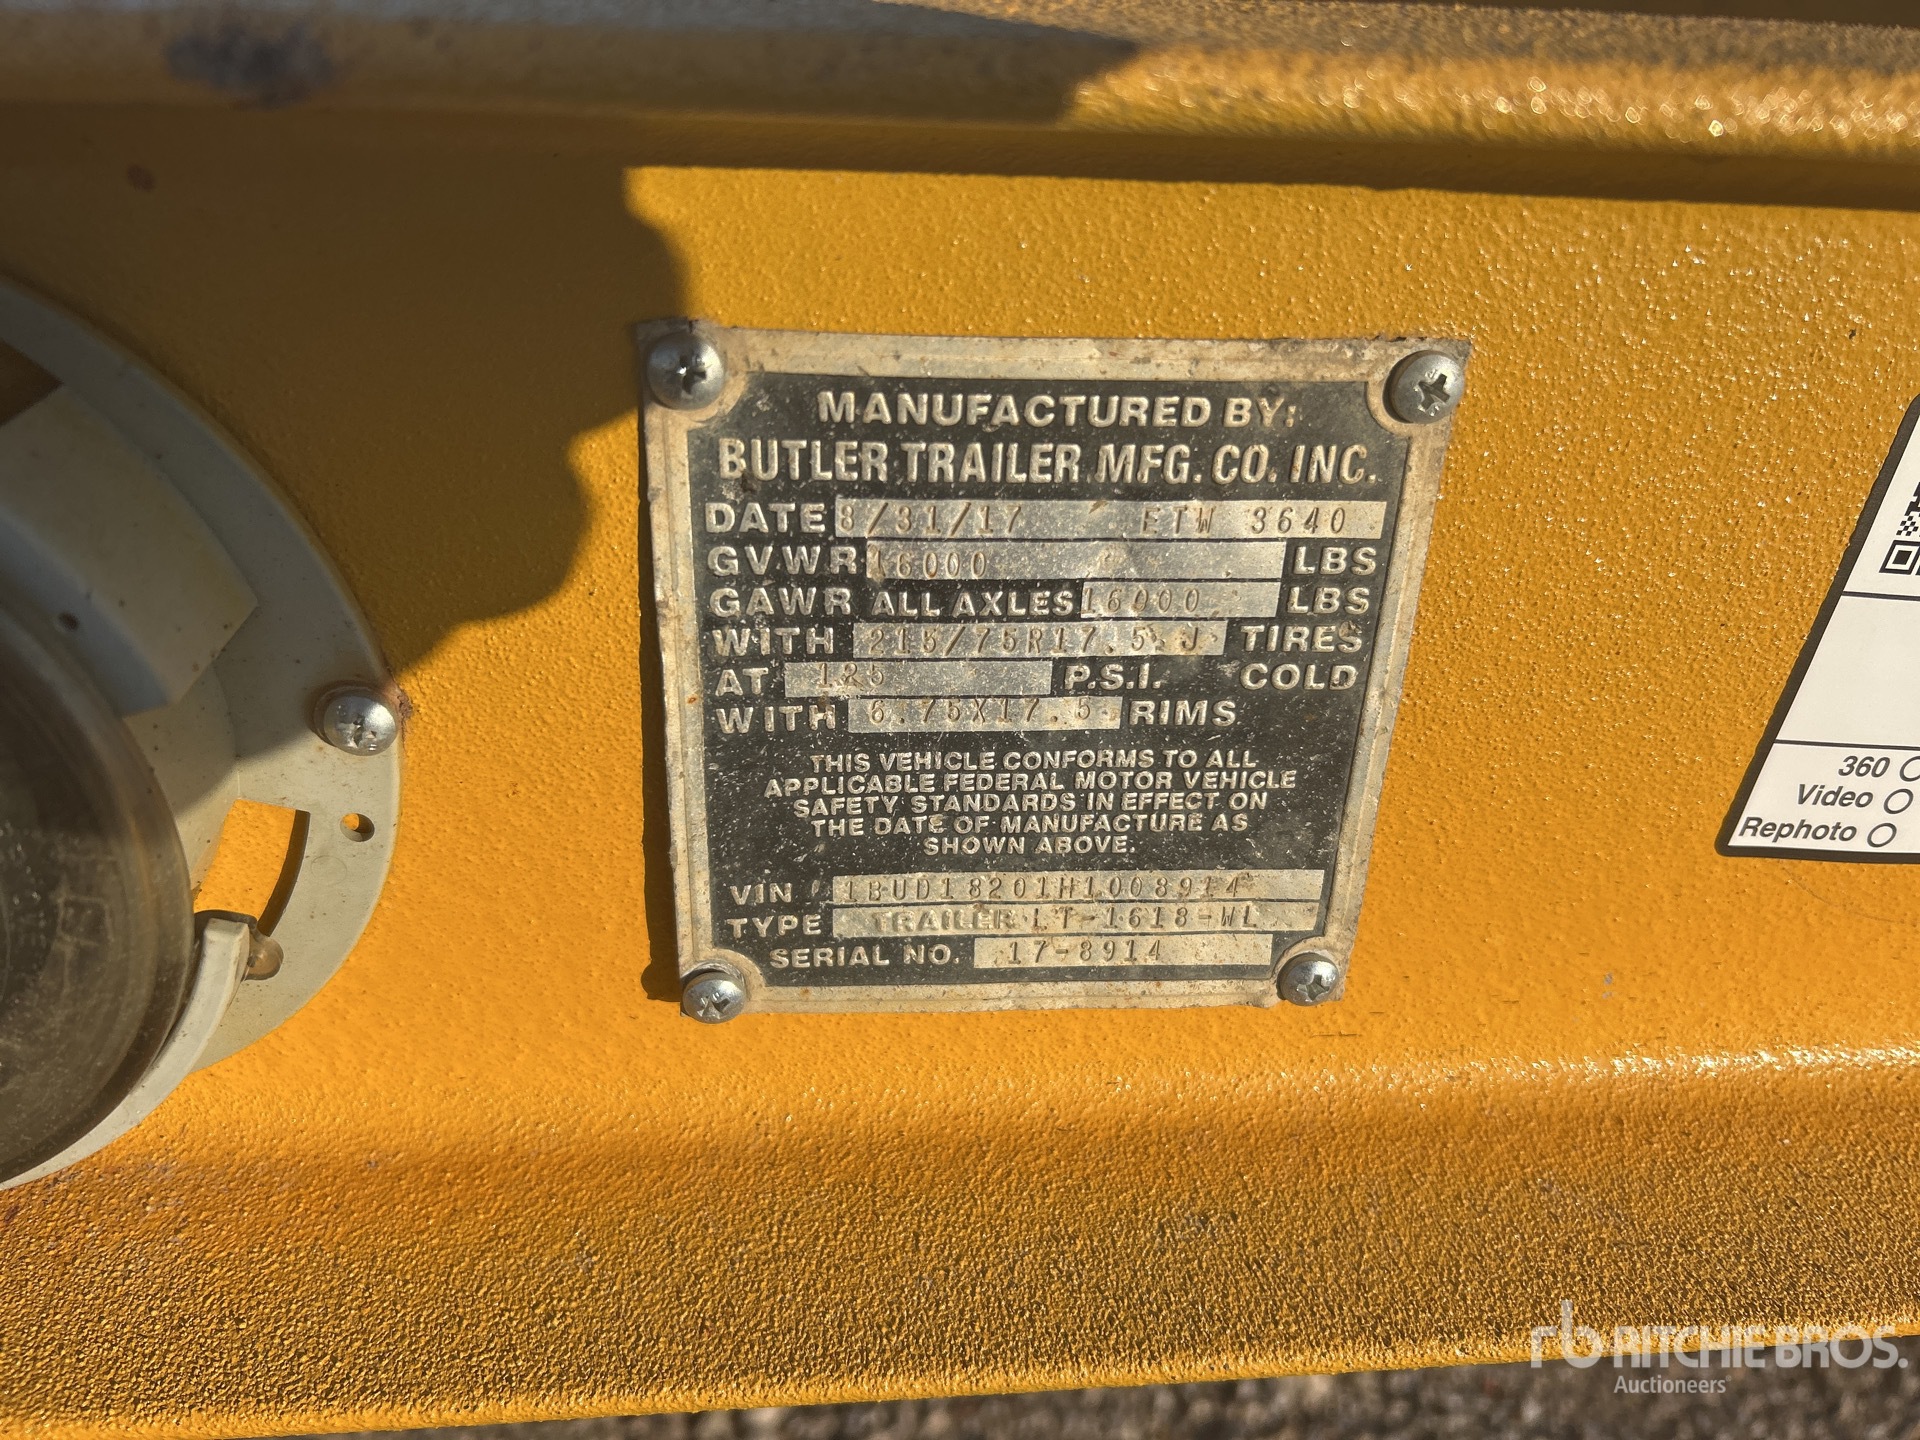 MANUFACTURED BY:
BUTLER TRAILER MFG. CO. INC.
DATE 8/31/17 ETW 3640
GVWR 16000 LBS
GAWR ALL AXLES 16000 LBS
WITH 215/75R17.5 J TIRES
AT 125 P.S.I. COLD
WITH 6.75X17.5 RIMS
THIS VEHICLE CONFORMS TO ALL
APPLICABLE FEDERAL MOTOR VEHICLE
SAFETY STANDARDS IN EFFECT ON
THE DATE OF MANUFACTURE AS
SHOWN ABOVE.
VIN 1BUD18201H1008914
TYPE TRAILER LT-1618-WL
SERIAL NO. 17-8914
360
Video
Rephoto
rb RITCHIE BROS.
Auctioneers